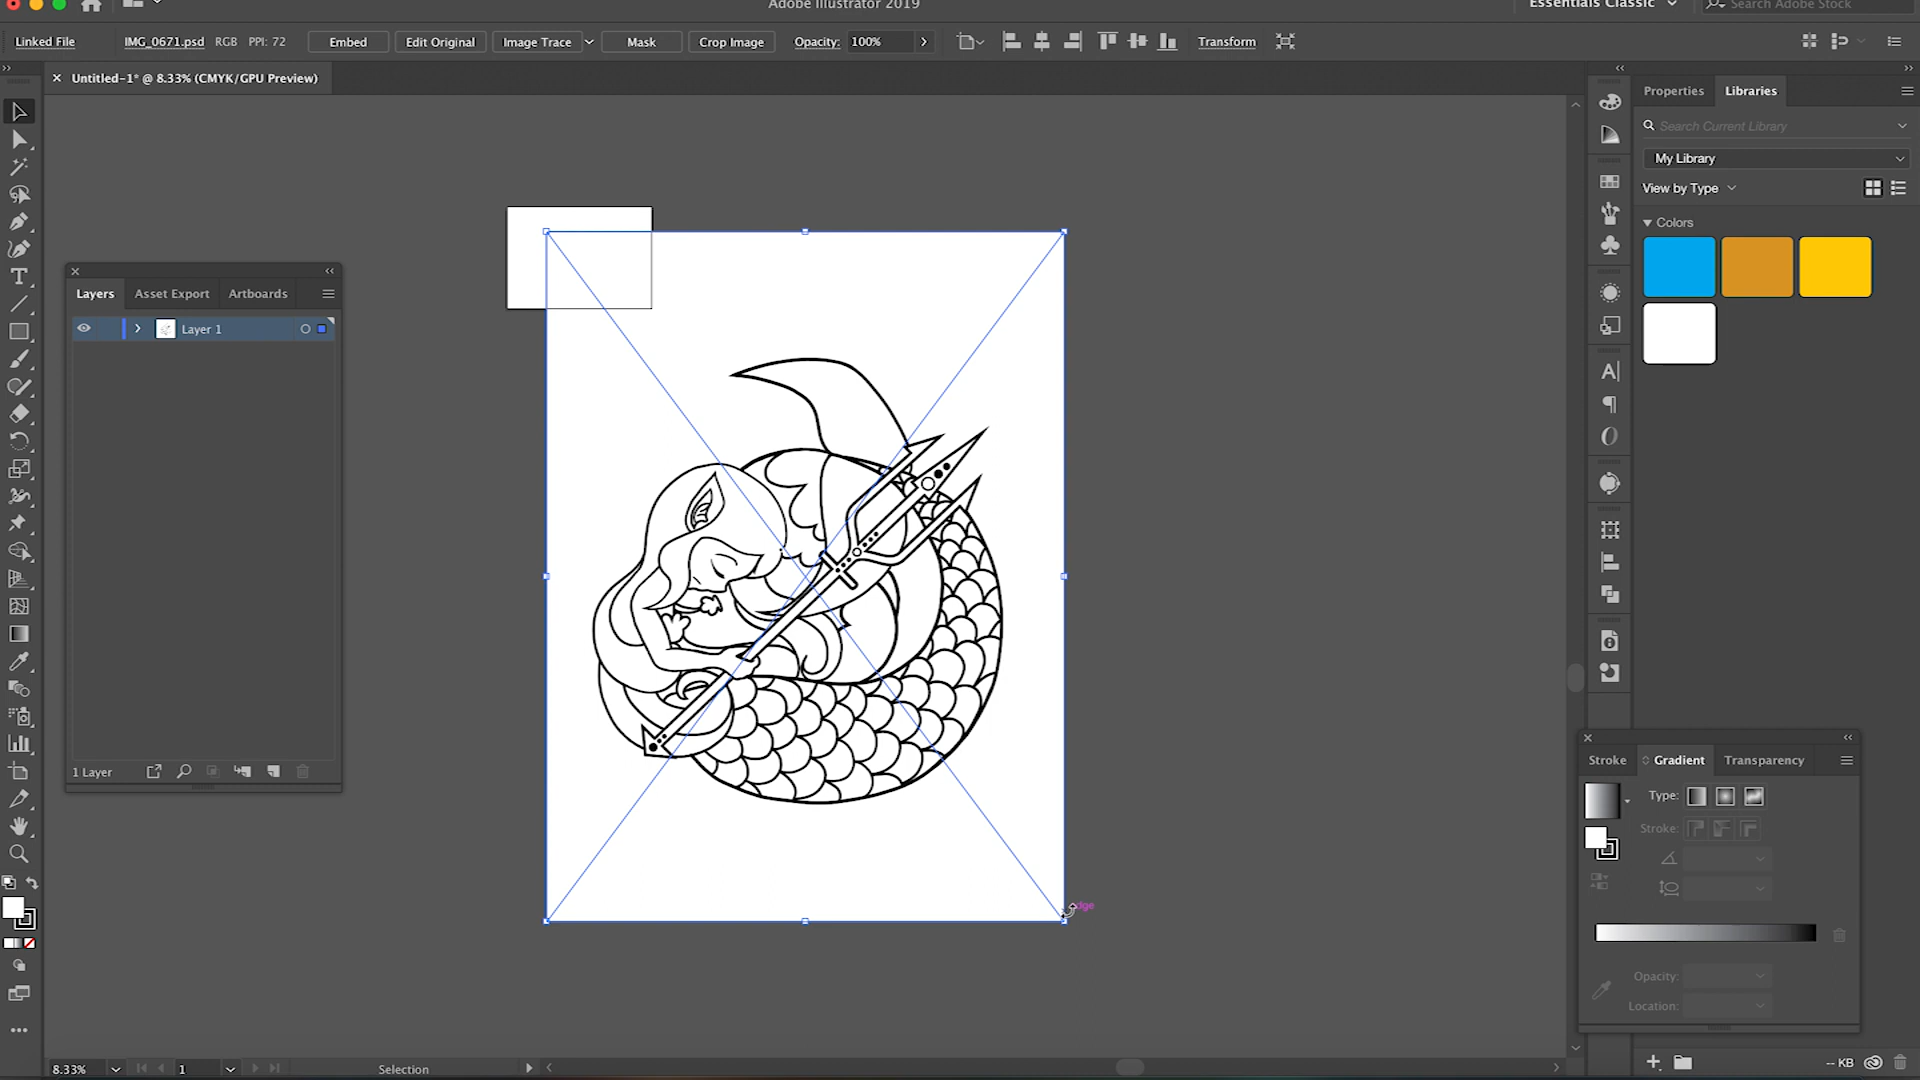 Adobe Illustrator 2019
Essentials Classic
Search Adobe Stock
Linked File
IMG_0671.psd
RGB
PPI: 72
Embed
Edit Original
Image Trace
Mask
Crop Image
Opacity:
100%
Transform
Untitled-1* @ 8.33% (CMYK/GPU Preview)
Properties
Libraries
Search Current Library
My Library
View by Type
Colors
Layers
Asset Export
Artboards
Layer 1
1 Layer
Stroke
Gradient
Transparency
Type:
Stroke:
Opacity:
Location:
8.33%
1
Selection
-- KB